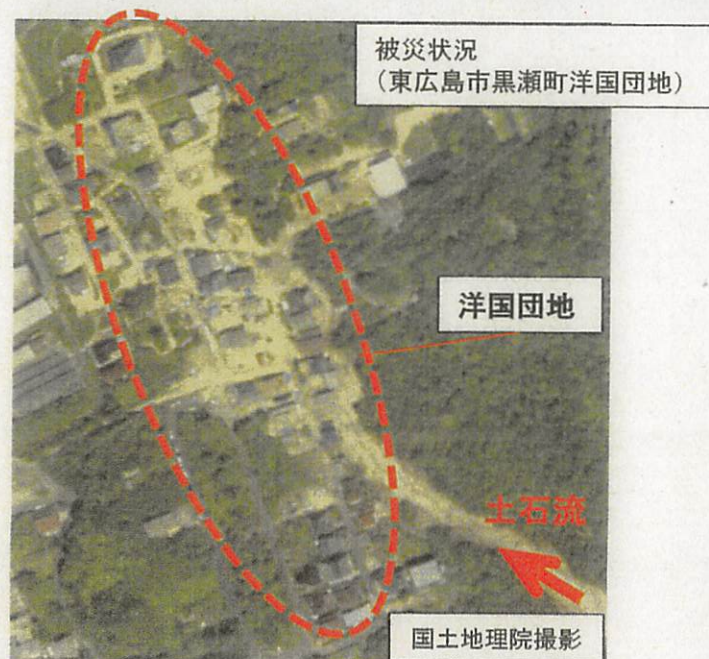 被災状況
（東広島市黒瀬町洋国団地）
洋国団地
土石流
国土地理院撮影